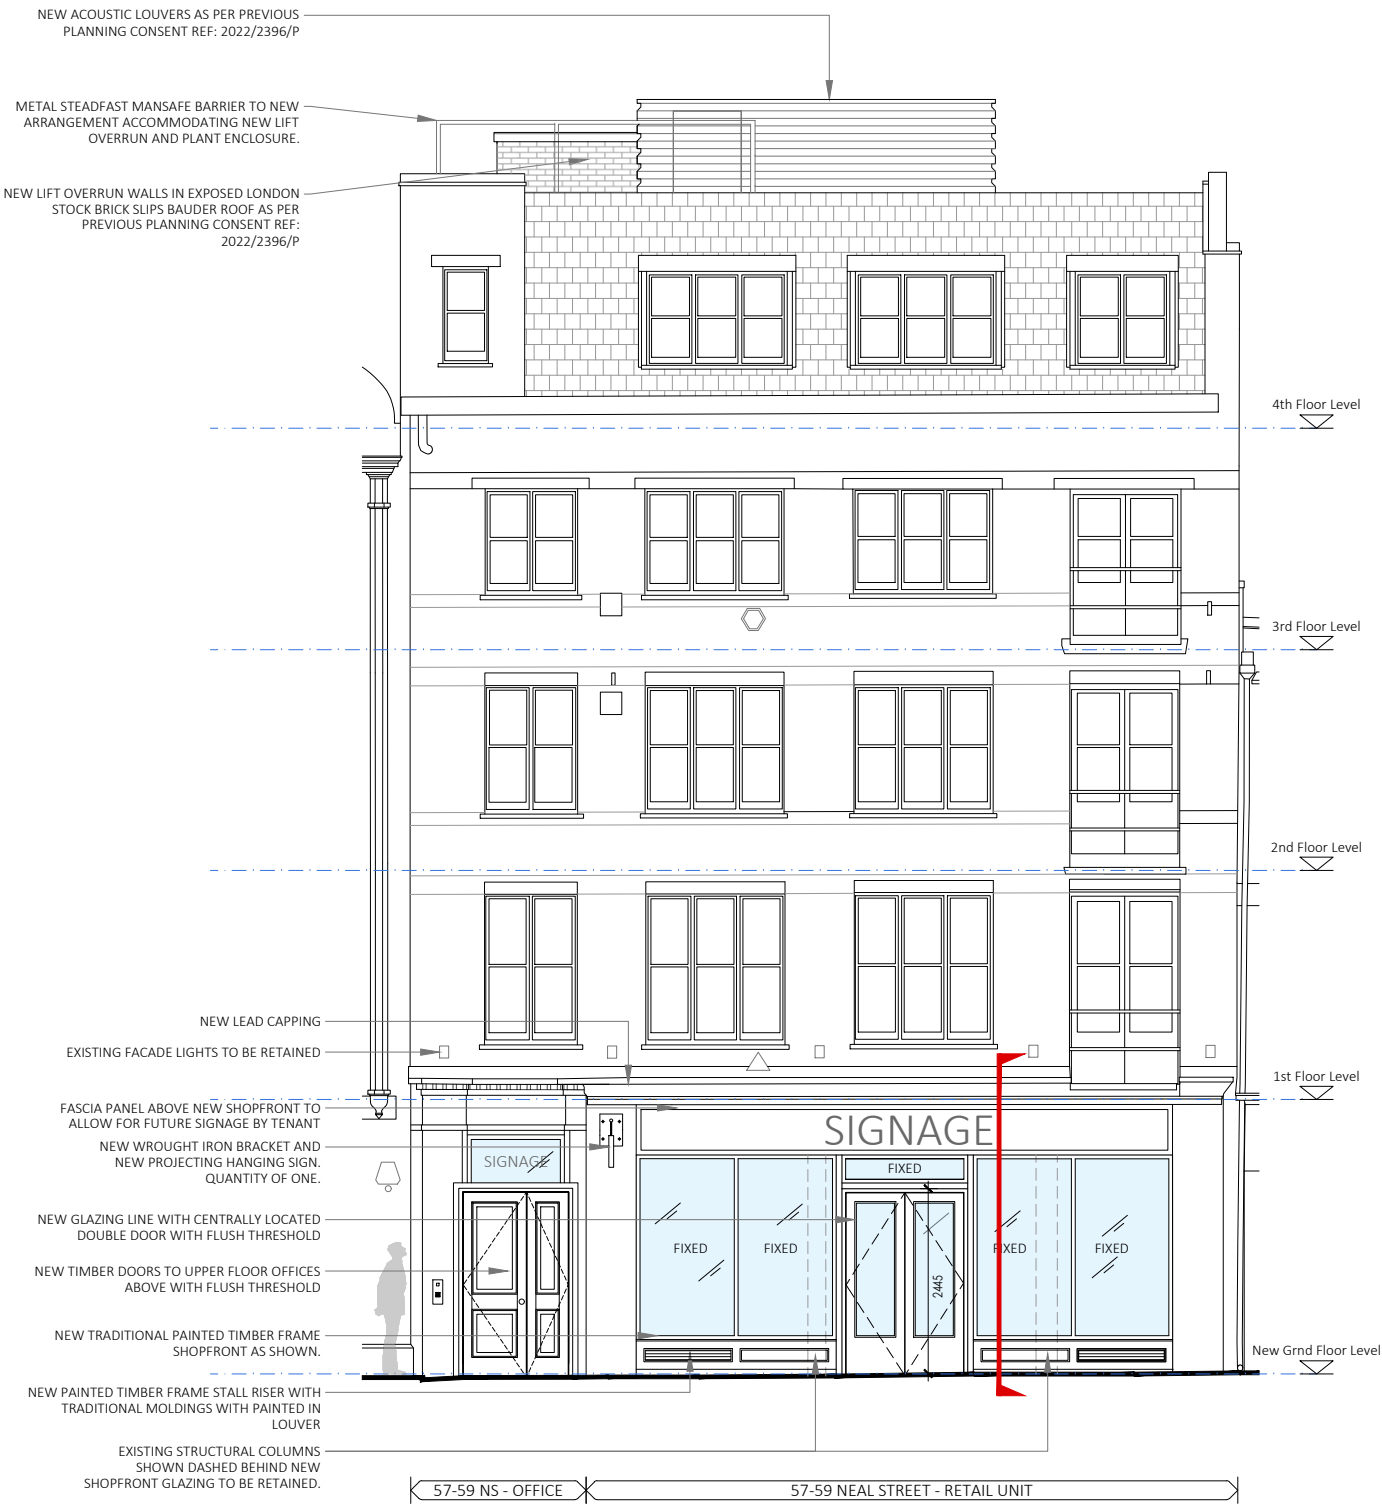 NEW ACOUSTIC LOUVERS AS PER PREVIOUS
PLANNING CONSENT REF: 2022/2396/P
METAL STEADFAST MANSAFE BARRIER TO NEW
ARRANGEMENT ACCOMMODATING NEW LIFT
OVERRUN AND PLANT ENCLOSURE.
NEW LIFT OVERRUN WALLS IN EXPOSED LONDON
STOCK BRICK SLIPS BAUDER ROOF AS PER
PREVIOUS PLANNING CONSENT REF:
2022/2396/P
4th Floor Level
3rd Floor Level
2nd Floor Level
NEW LEAD CAPPING
EXISTING FACADE LIGHTS TO BE RETAINED
1st Floor Level
FASCIA PANEL ABOVE NEW SHOPFRONT TO
ALLOW FOR FUTURE SIGNAGE BY TENANT
SIGNAGE
NEW WROUGHT IRON BRACKET AND
NEW PROJECTING HANGING SIGN.
QUANTITY OF ONE.
SIGNAGE
FIXED
NEW GLAZING LINE WITH CENTRALLY LOCATED
DOUBLE DOOR WITH FLUSH THRESHOLD
FIXED
FIXED
FIXED
FIXED
NEW TIMBER DOORS TO UPPER FLOOR OFFICES
ABOVE WITH FLUSH THRESHOLD
2445
NEW TRADITIONAL PAINTED TIMBER FRAME
SHOPFRONT AS SHOWN.
New Grnd Floor Level
NEW PAINTED TIMBER FRAME STALL RISER WITH
TRADITIONAL MOLDINGS WITH PAINTED IN
LOUVER
EXISTING STRUCTURAL COLUMNS
SHOWN DASHED BEHIND NEW
SHOPFRONT GLAZING TO BE RETAINED.
57-59 NS - OFFICE
57-59 NEAL STREET - RETAIL UNIT